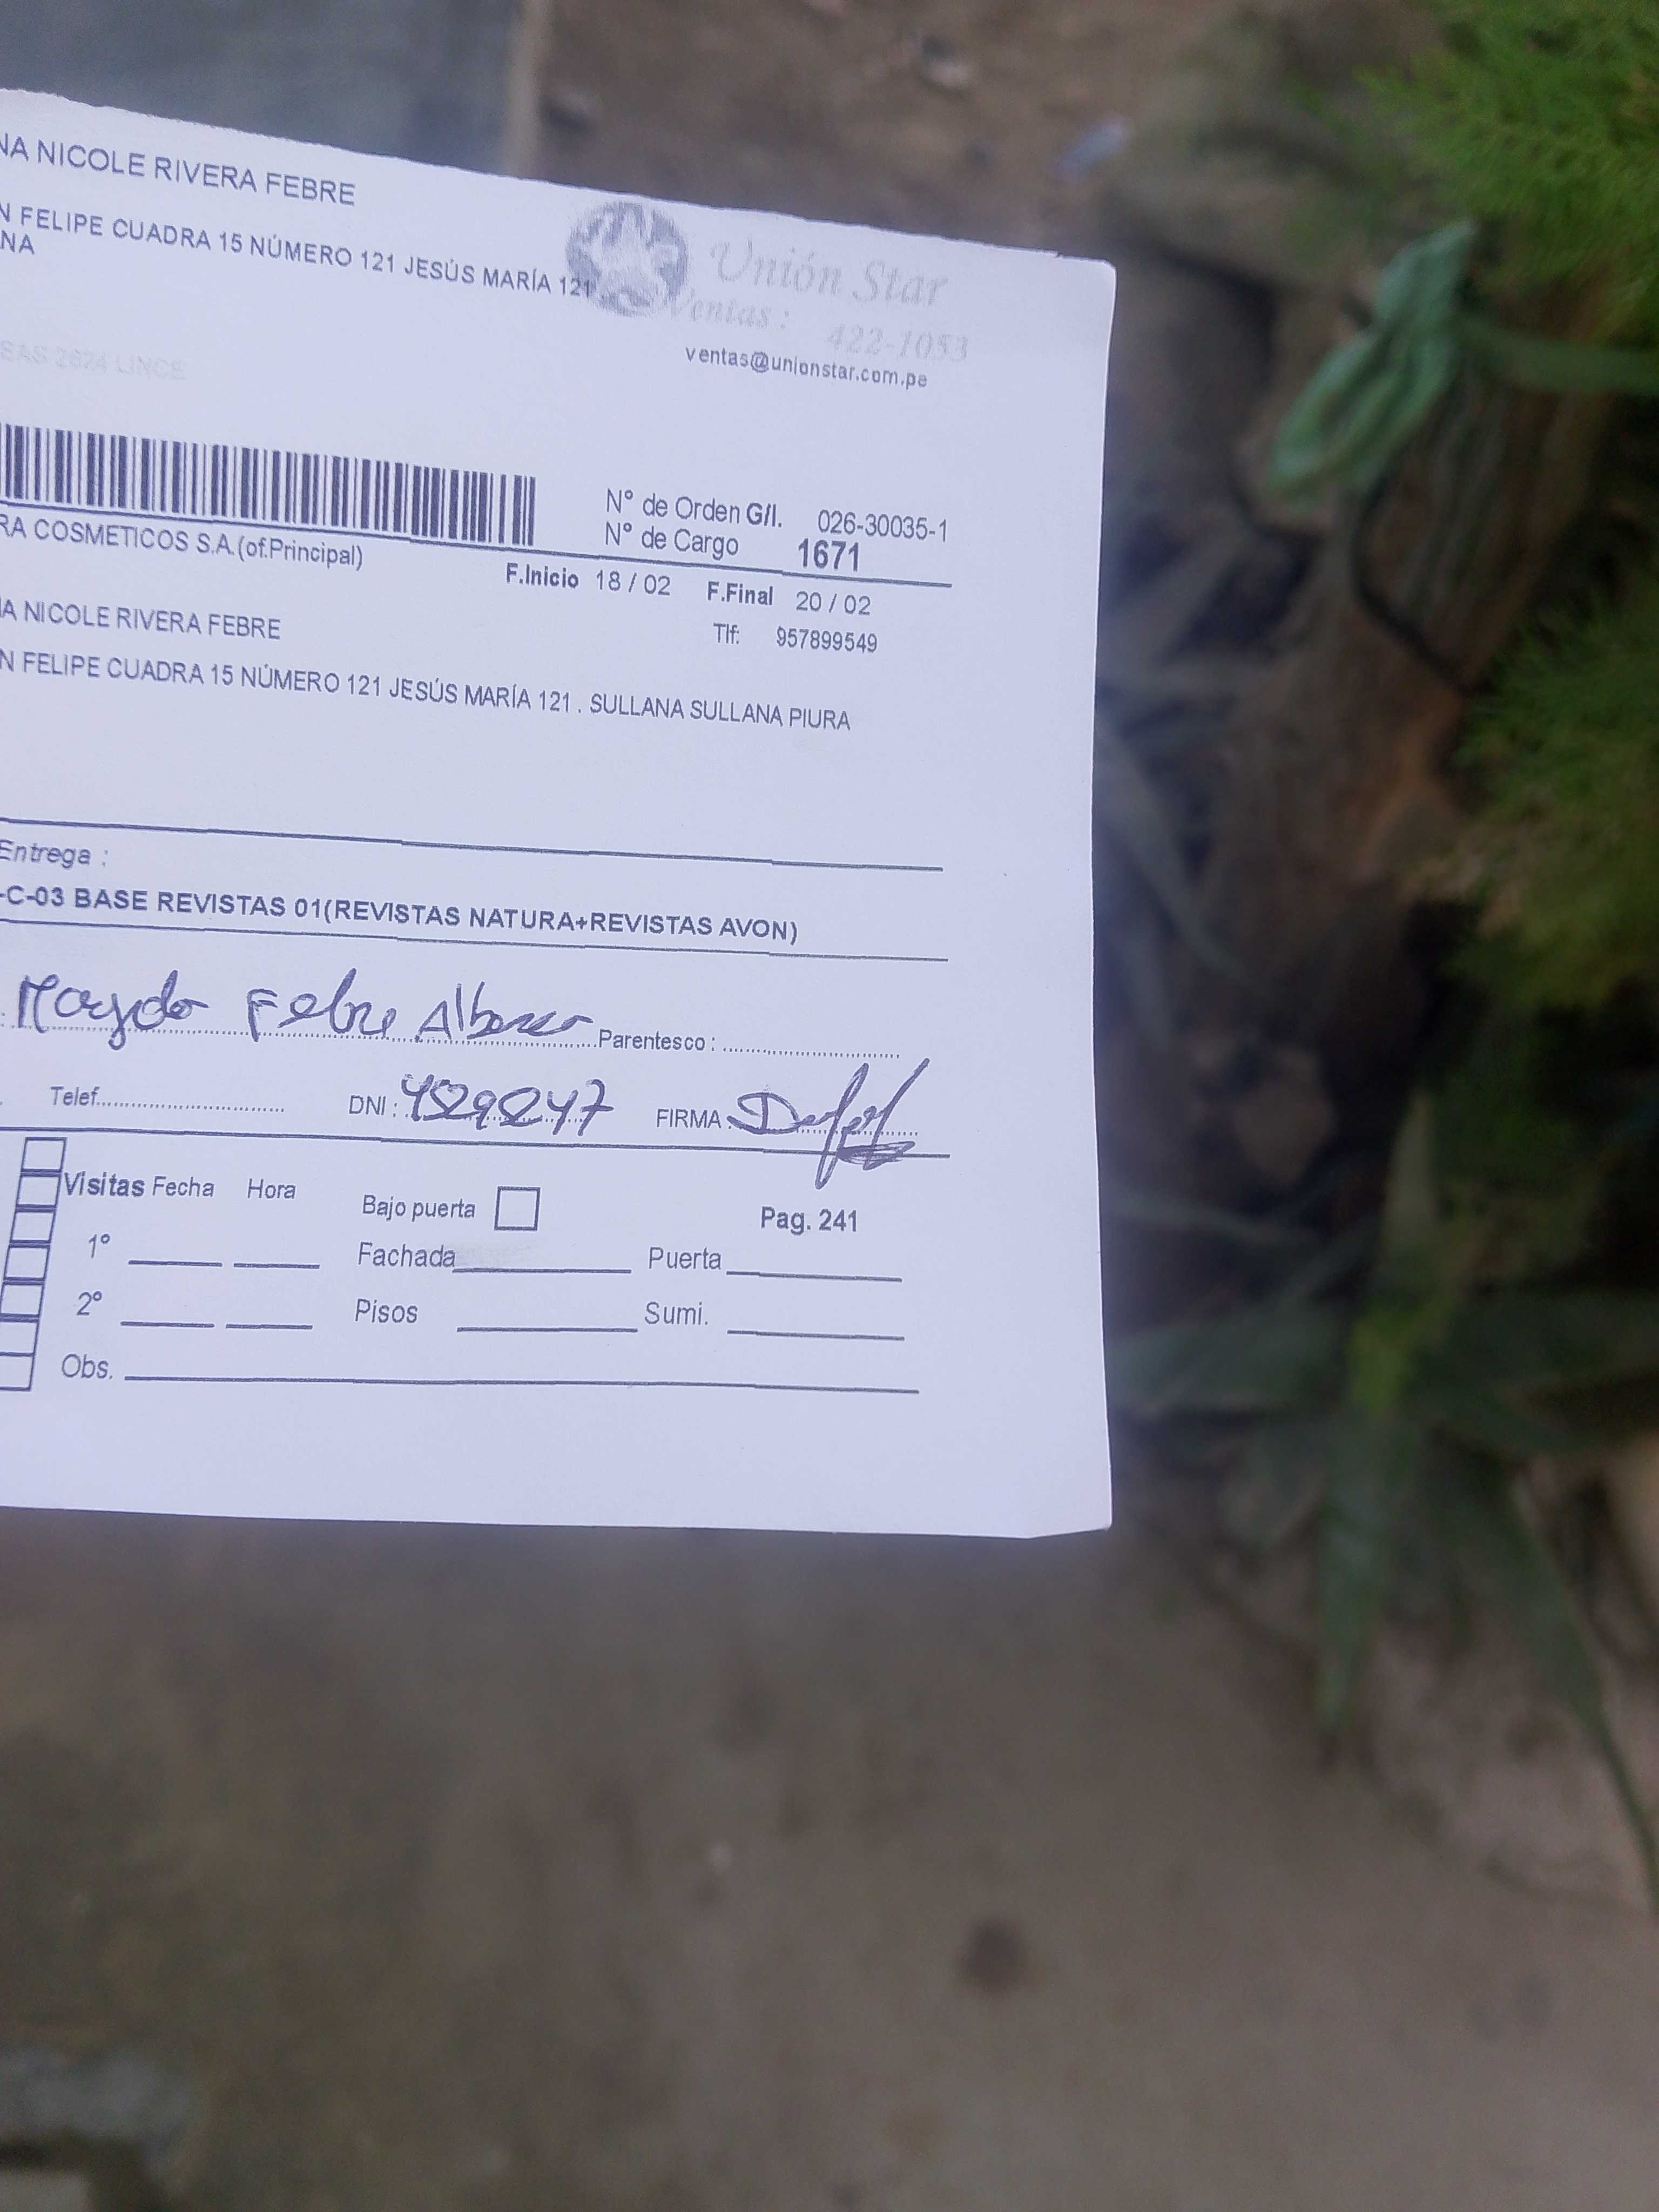 NA NICOLE RIVERA FEBRE
N FELIPE CUADRA 15 NÚMERO 121 JESÚS MARÍA 121
NA
Unión Star
Ventas : 422-1053
ventas@unionstar.com.pe
EAS 2624 LINCE
N° de Orden G/l. 026-30035-1
N° de Cargo 1671
RA COSMETICOS S.A.(of.Principal)
F.Inicio 18 / 02 F.Final 20 / 02
A NICOLE RIVERA FEBRE
Tlf: 957899549
N FELIPE CUADRA 15 NÚMERO 121 JESÚS MARÍA 121 . SULLANA SULLANA PIURA
Entrega :
-C-03 BASE REVISTAS 01(REVISTAS NATURA+REVISTAS AVON)
: Febre Parentesco :
Telef. DNI : FIRMA :
Visitas Fecha Hora
Bajo puerta Pag. 241
1° Fachada Puerta
2° Pisos Sumi.
Obs.